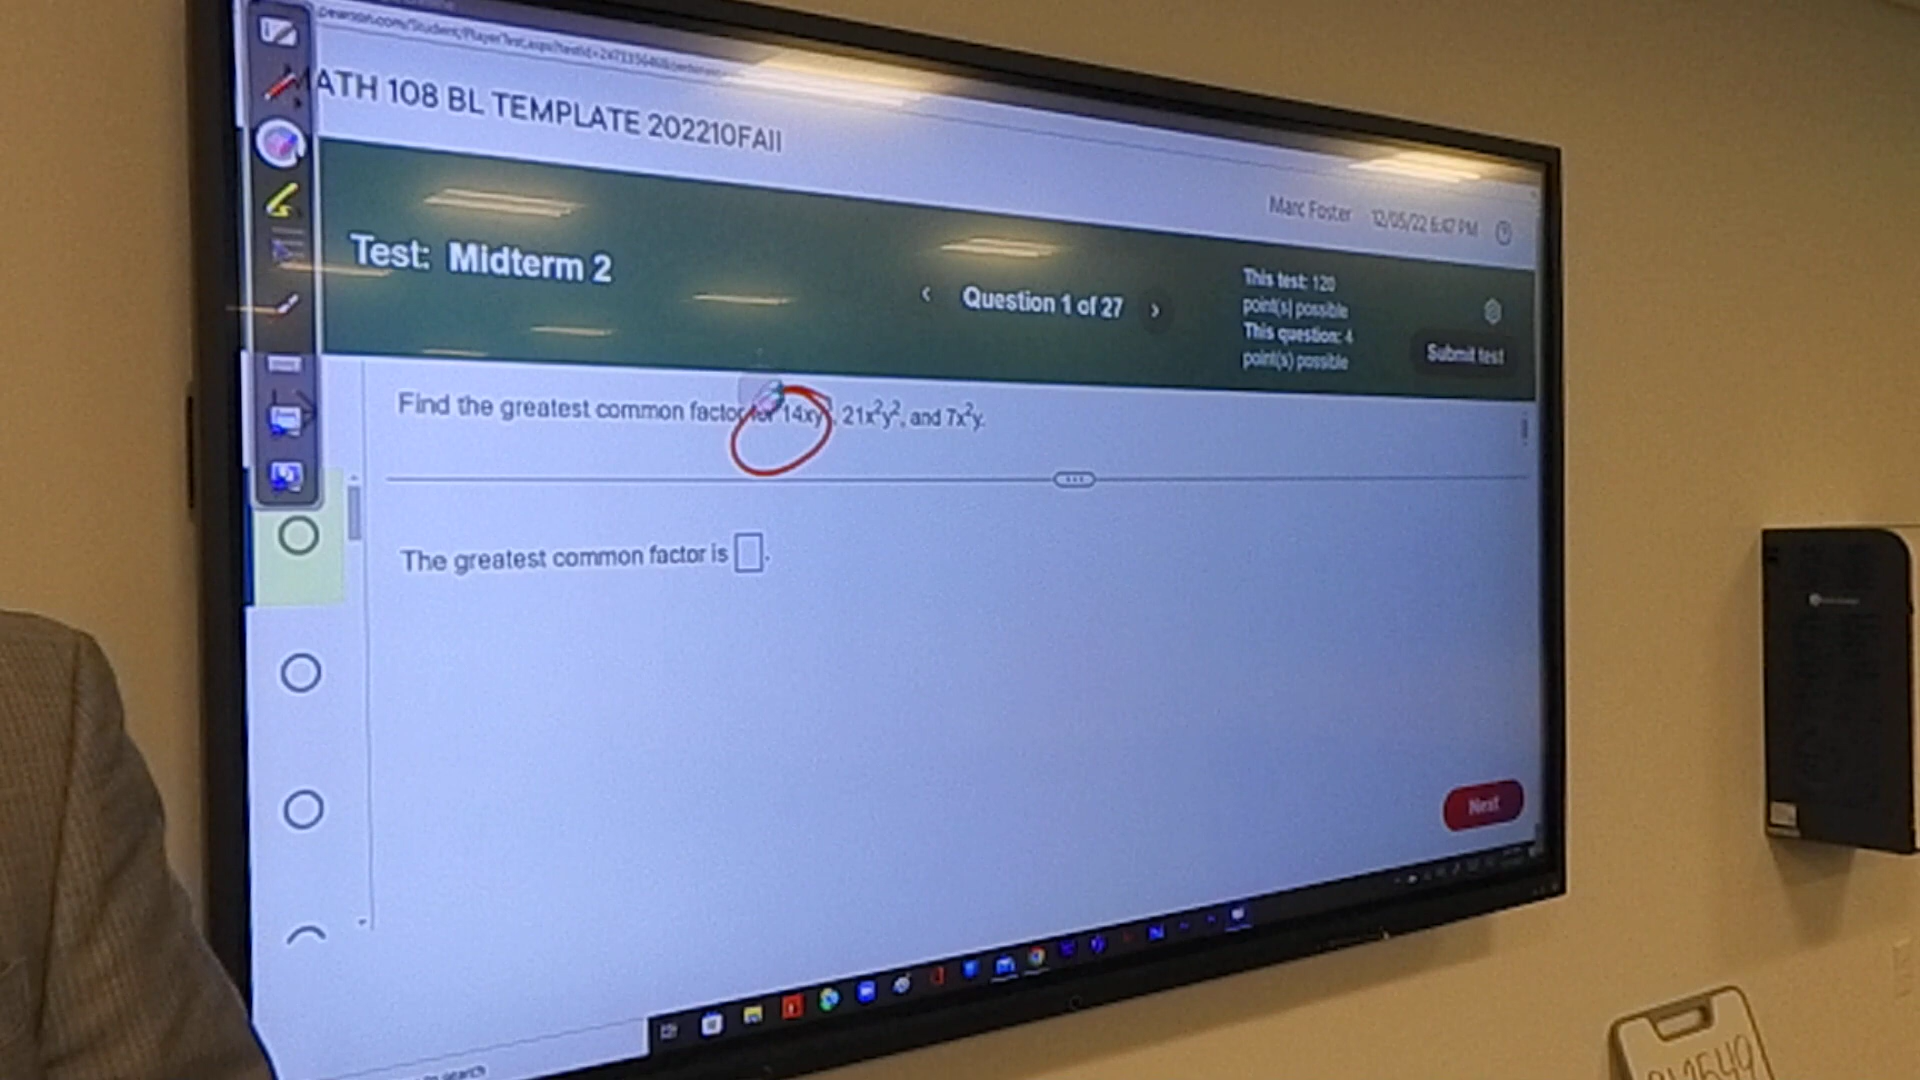 ATH 108 BL TEMPLATE 202210FAll
Marc Foster 12/05/22 6:47 PM
Test: Midterm 2
Question 1 of 27
This test: 120
point(s) possible
This question: 4
point(s) possible
Submit test
Find the greatest common factor for 14xy, 21x²y², and 7x²y.
The greatest common factor is
Next
search